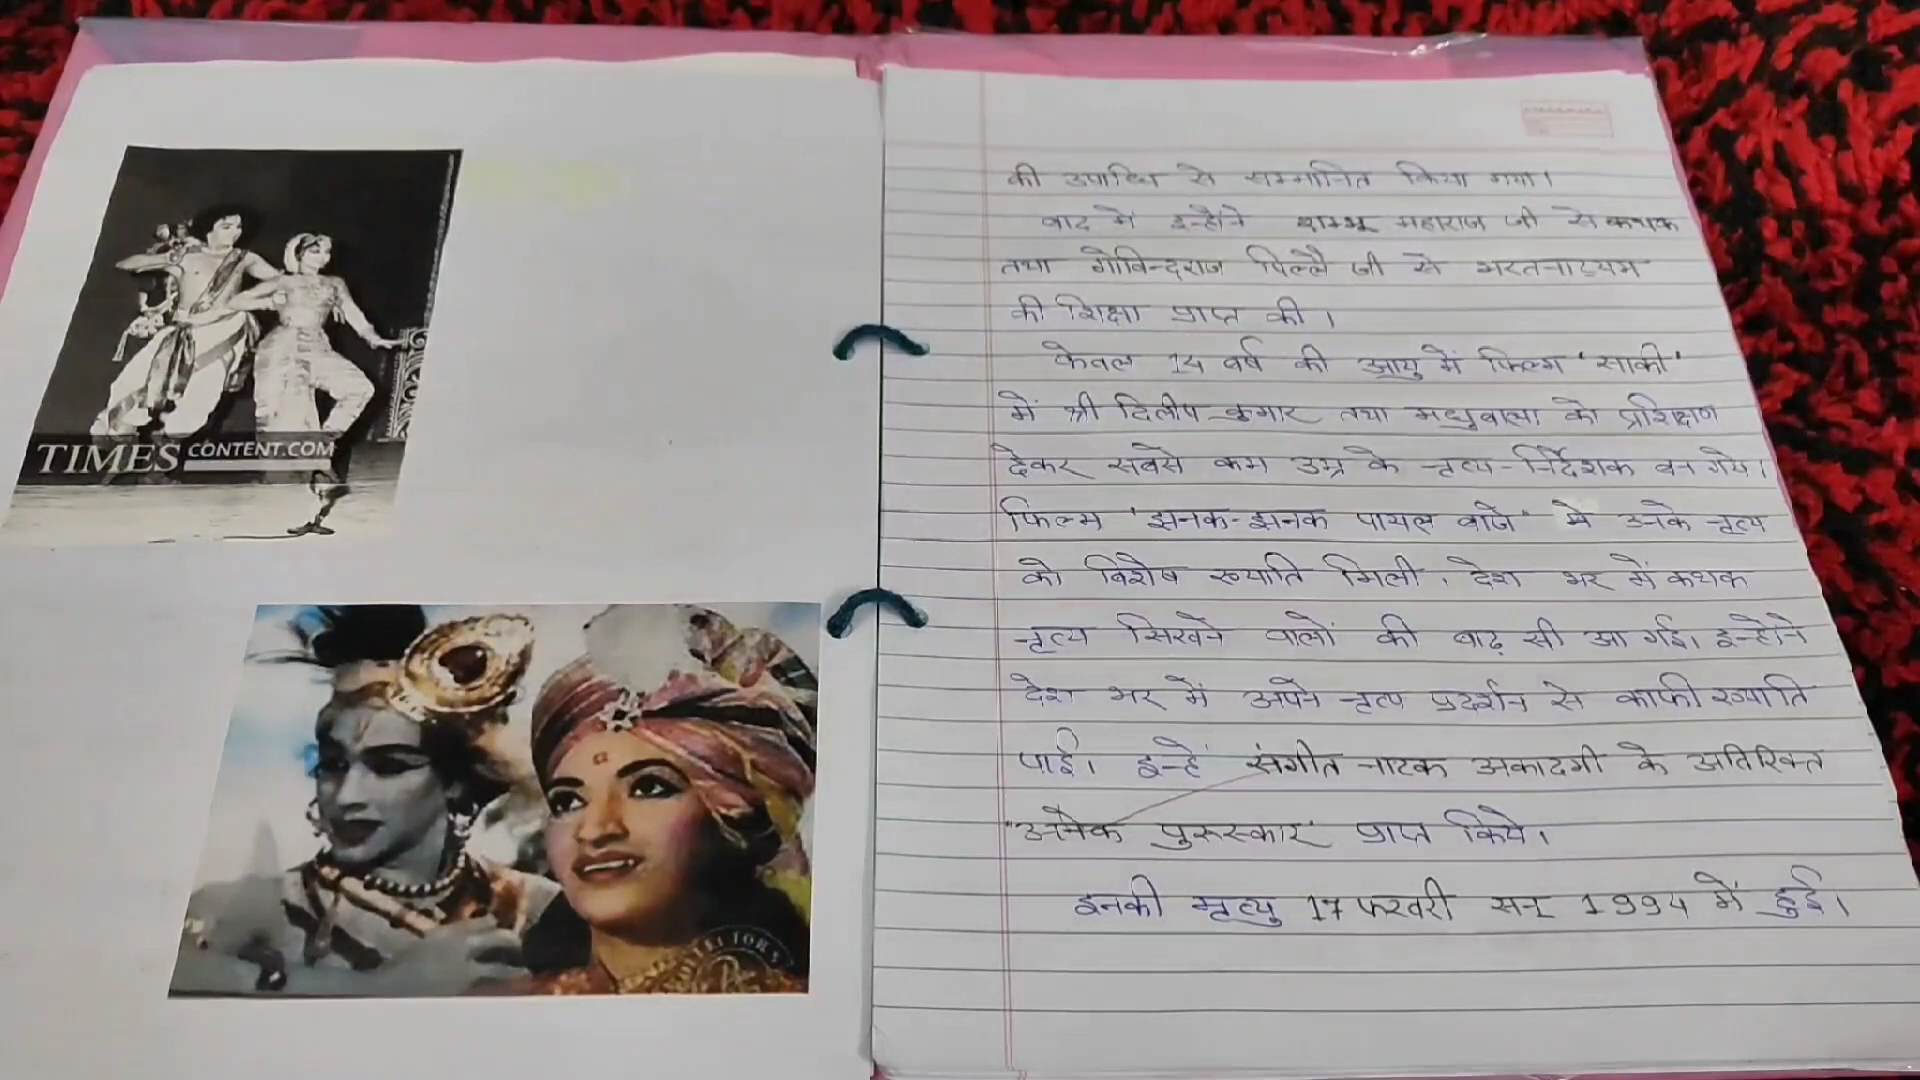 TIMES CONTENT.COM
की उपाधि से सम्मानित किया गया।
बाद में इन्होंने शम्भू महाराज जी से कथक
तथा गोविन्दराज पिल्लै जी से भरतनाट्यम
की शिक्षा प्राप्त की।
केवल 14 वर्ष की आयु में फिल्म 'साकी'
में श्री दिलीप कुमार तथा मधुबाला को प्रशिक्षण
देकर सबसे कम उम्र के नृत्य-निर्देशक बन गये।
फिल्म 'झनक-झनक पायल बाजे' में उनके नृत्य
को विशेष ख्याति मिली। देश भर में कथक
नृत्य सिखने वालों की बाढ़ सी आ गई। इन्होंने
देश भर में अपने नृत्य प्रदर्शन से काफी ख्याति
पाई। इन्हें संगीत नाटक अकादमी के अतिरिक्त
"अनेक पुरुस्कार" प्राप्त किये।
इनकी मृत्यु 17 फरवरी सन् 1994 में हुई।